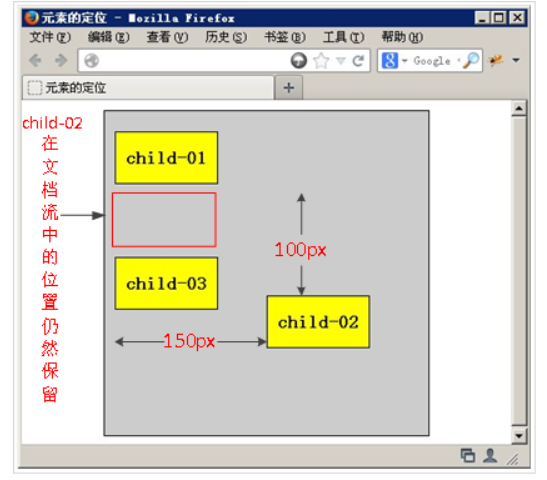 元素的定位 - Mozilla Firefox
文件(F) 编辑(E) 查看(V) 历史(S) 书签(B) 工具(T) 帮助(H)
Google
元素的定位
child-02
在文档流中的位置仍然保留
child-01
100px
child-03
child-02
150px